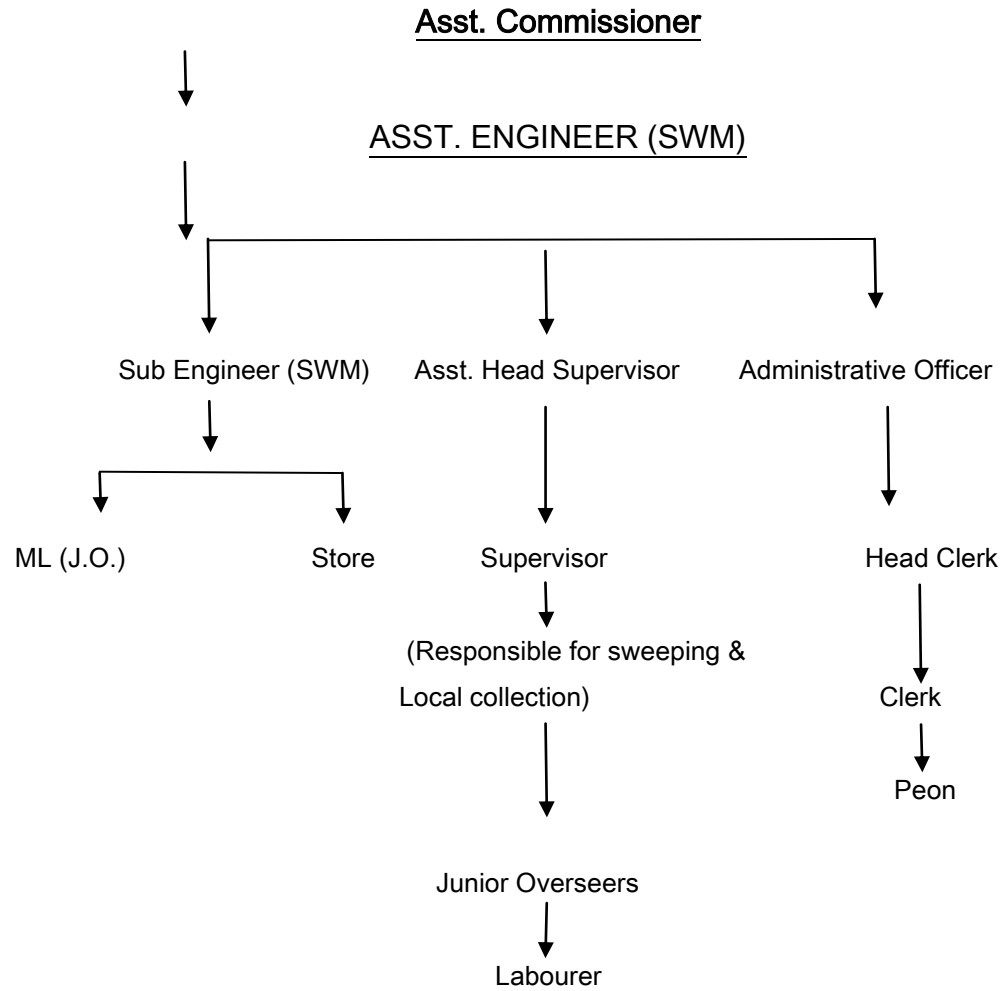 Asst. Commissioner
ASST. ENGINEER (SWM)
Sub Engineer (SWM) Asst. Head Supervisor Administrative Officer
ML (J.O.) Store Supervisor Head Clerk
(Responsible for sweeping &
Local collection) Clerk
Peon
Junior Overseers
Labourer